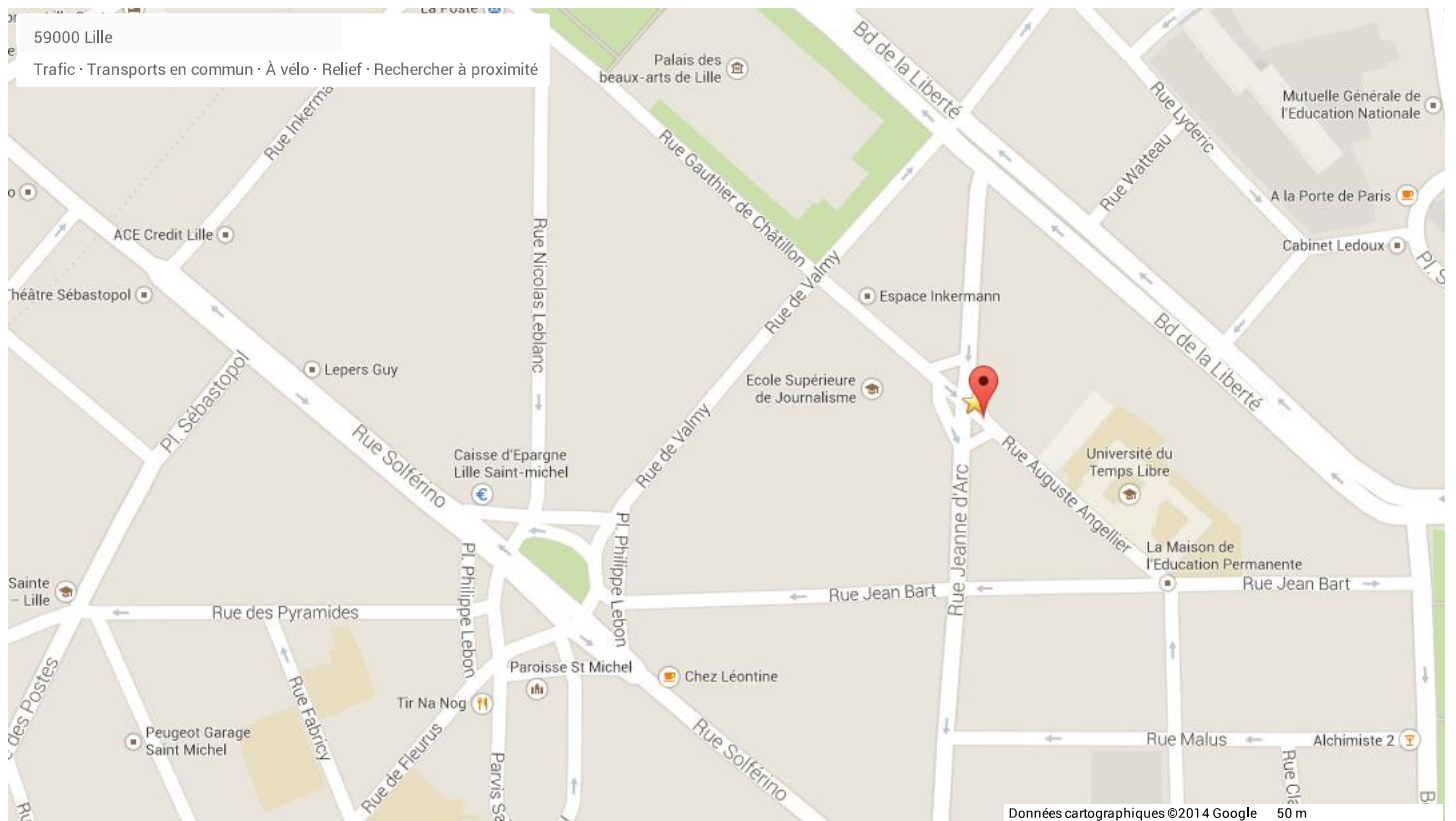 59000 Lille
Trafic · Transports en commun · À vélo · Relief · Rechercher à proximité
La Poste
Palais des
beaux-arts de Lille
Bd de la Liberté
Rue Lyderic
Mutuelle Générale de
l'Education Nationale
Rue Inkerma
Rue Gauthier de Châtillon
Rue Watteau
A la Porte de Paris
ACE Credit Lille
Rue Nicolas Leblanc
Cabinet Ledoux
Pl. S
Théâtre Sébastopol
Rue de Valmy
Espace Inkermann
Bd de la Liberté
Lepers Guy
Ecole Supérieure
de Journalisme
Pl. Sébastopol
Rue Solférino
Rue de Valmy
Caisse d'Epargne
Lille Saint-michel
Rue Auguste Angellier
Université du
Temps Libre
Rue Jeanne d'Arc
Pl. Philippe Lebon
Pl. Philippe Lebon
La Maison de
l'Education Permanente
Sainte
– Lille
Rue des Pyramides
Rue Jean Bart
Rue Jean Bart
Paroisse St Michel
Chez Léontine
Tir Na Nog
des Postes
Peugeot Garage
Saint Michel
Rue Fabricy
Rue de Fleurus
Parvis Sa
Rue Solférino
Rue Malus
Alchimiste 2
Rue Cla
Ru
B
Données cartographiques ©2014 Google 50 m